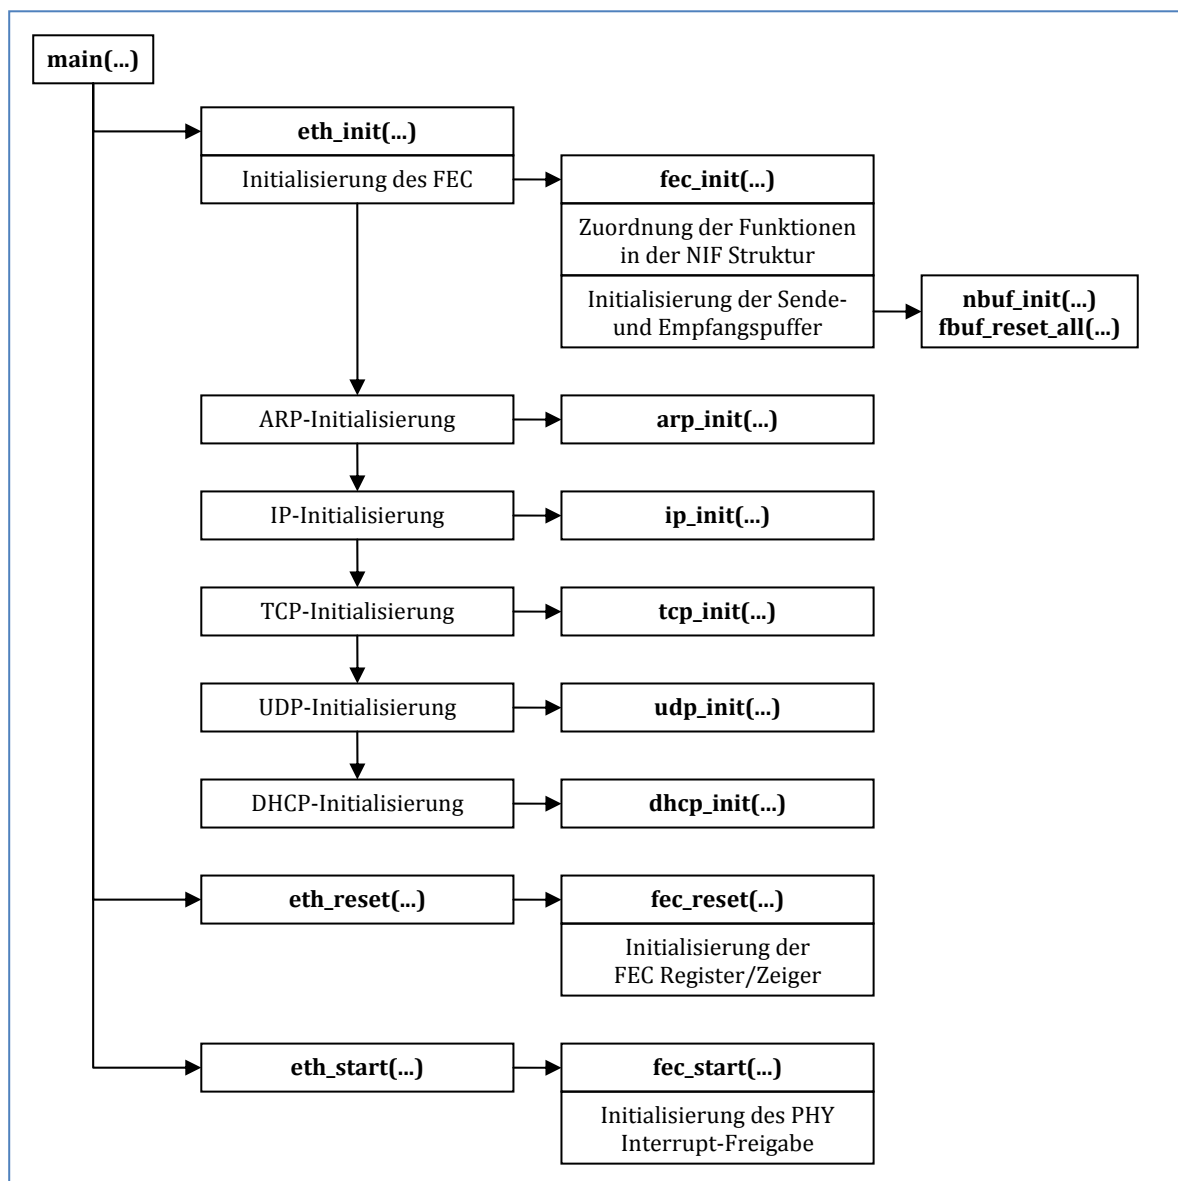 main(...)
eth_init(...)
Initialisierung des FEC
fec_init(...)
Zuordnung der Funktionen
in der NIF Struktur
Initialisierung der Sende-
und Empfangspuffer
nbuf_init(...)
fbuf_reset_all(...)
ARP-Initialisierung
arp_init(...)
IP-Initialisierung
ip_init(...)
TCP-Initialisierung
tcp_init(...)
UDP-Initialisierung
udp_init(...)
DHCP-Initialisierung
dhcp_init(...)
eth_reset(...)
fec_reset(...)
Initialisierung der
FEC Register/Zeiger
eth_start(...)
fec_start(...)
Initialisierung des PHY
Interrupt-Freigabe